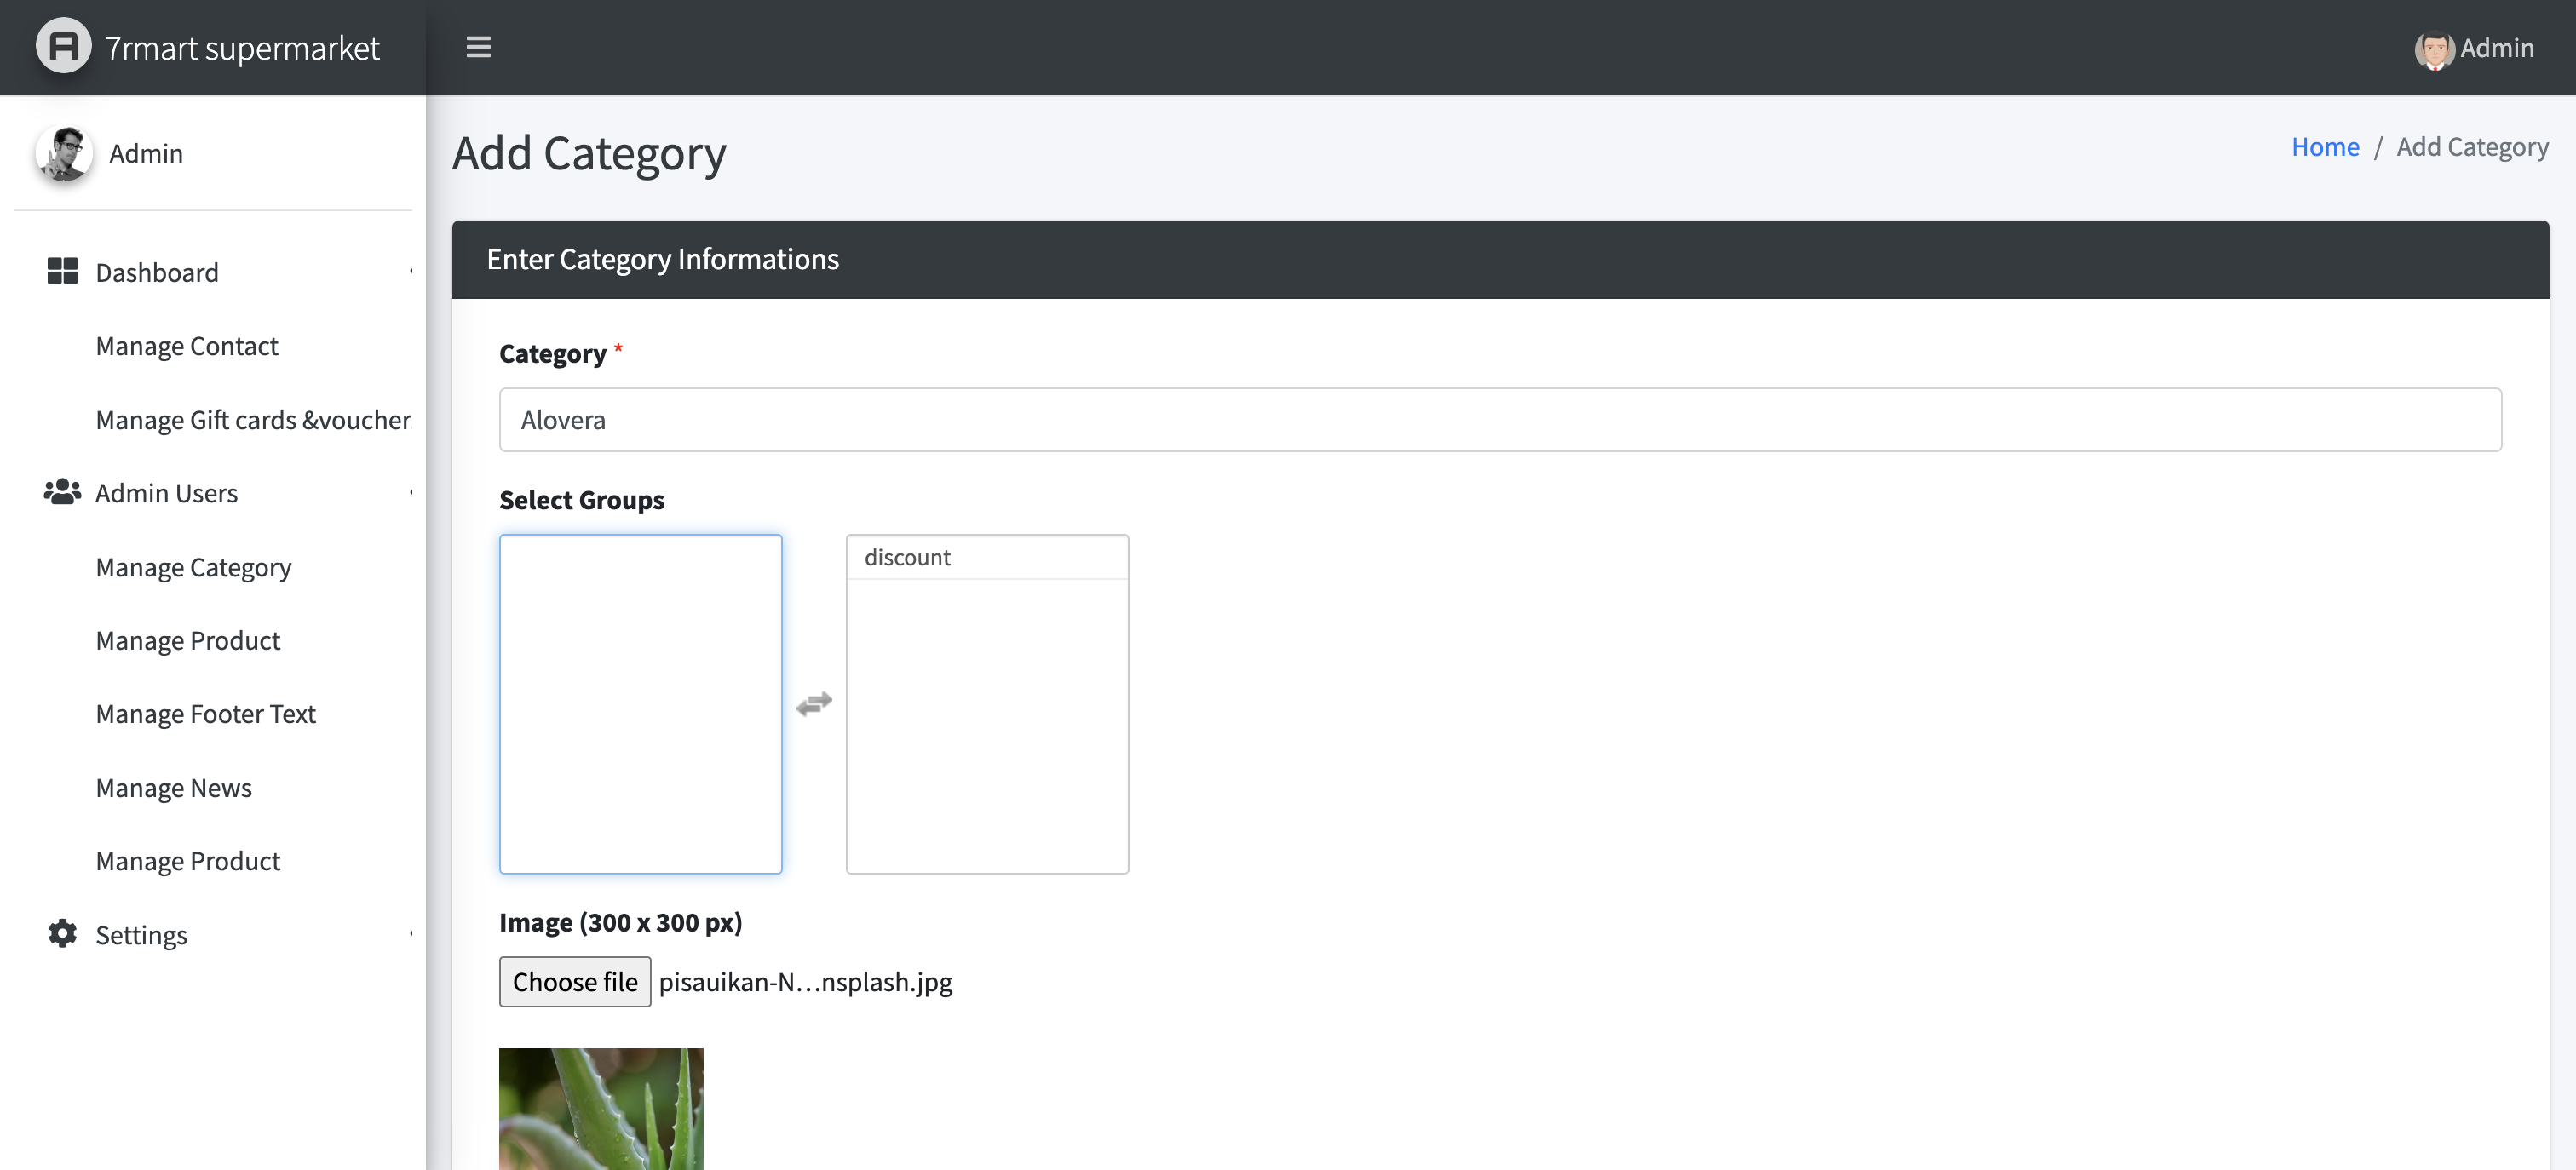 7rmart supermarket
Admin
Admin
Dashboard
Manage Contact
Manage Gift cards &voucher
Admin Users
Manage Category
Manage Product
Manage Footer Text
Manage News
Manage Product
Settings
Add Category
Home / Add Category
Enter Category Informations
Category *
Alovera
Select Groups
discount
Image (300 x 300 px)
Choose file pisauikan-N...nsplash.jpg